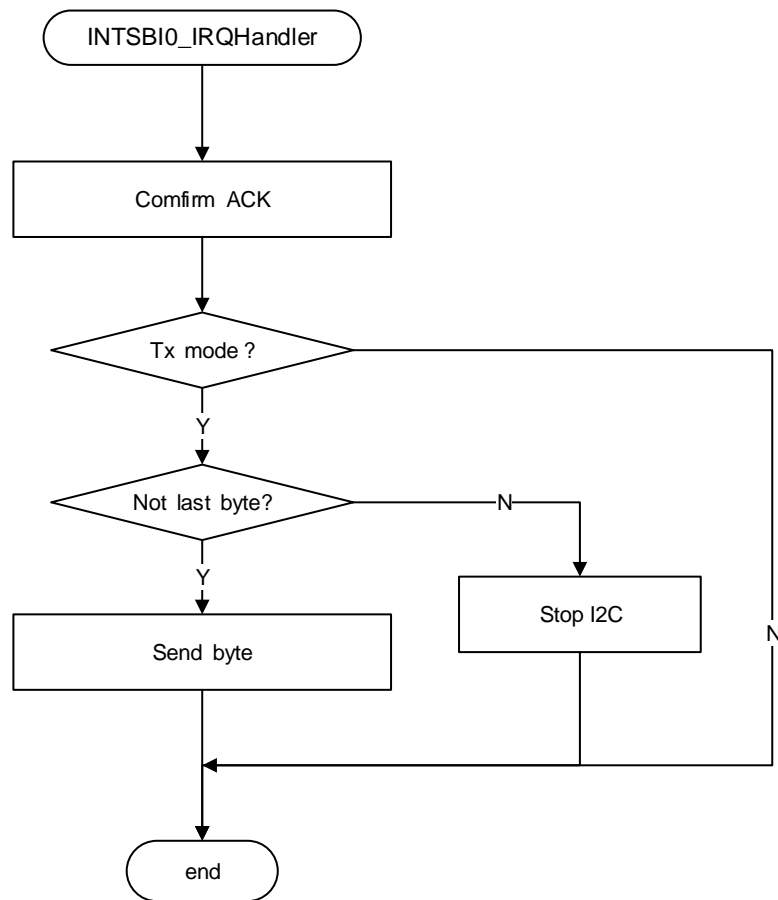 INTSBI0_IRQHandler
Comfirm ACK
Tx mode ?
Y
Not last byte?
N
Y
Stop I2C
N
Send byte
end